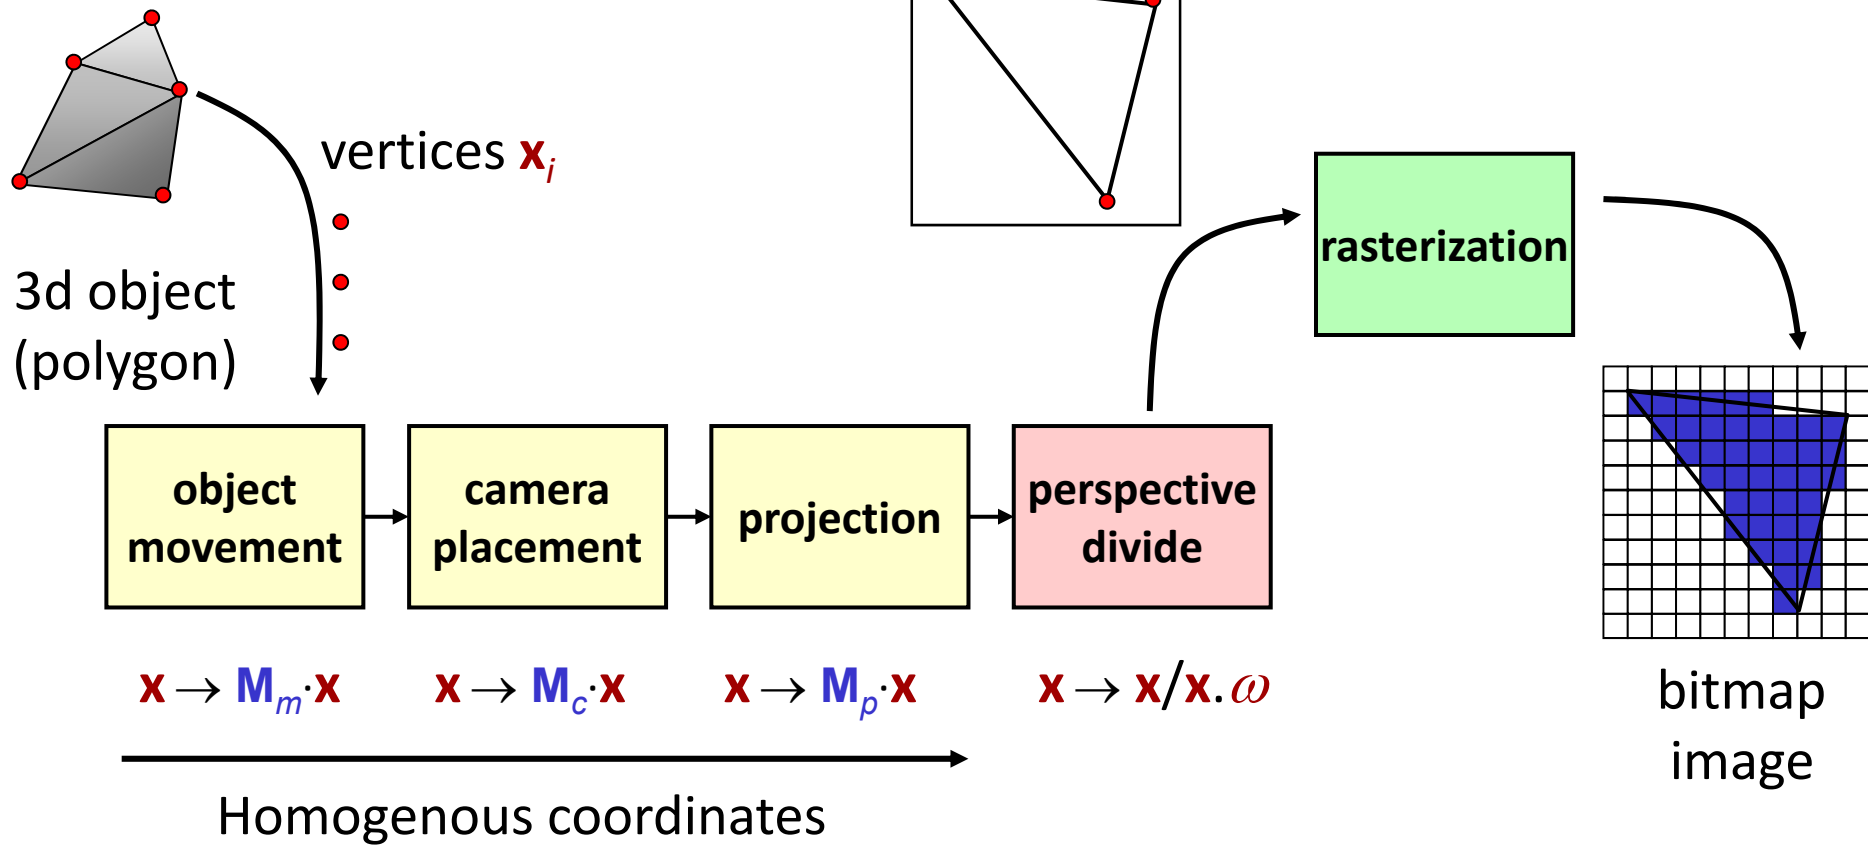 vertices xᵢ
3d object
(polygon)
rasterization
object
movement
camera
placement
projection
perspective
divide
x → Mₘ·x
x → M_c·x
x → Mₚ·x
x → x/x.ω
bitmap
image
Homogenous coordinates